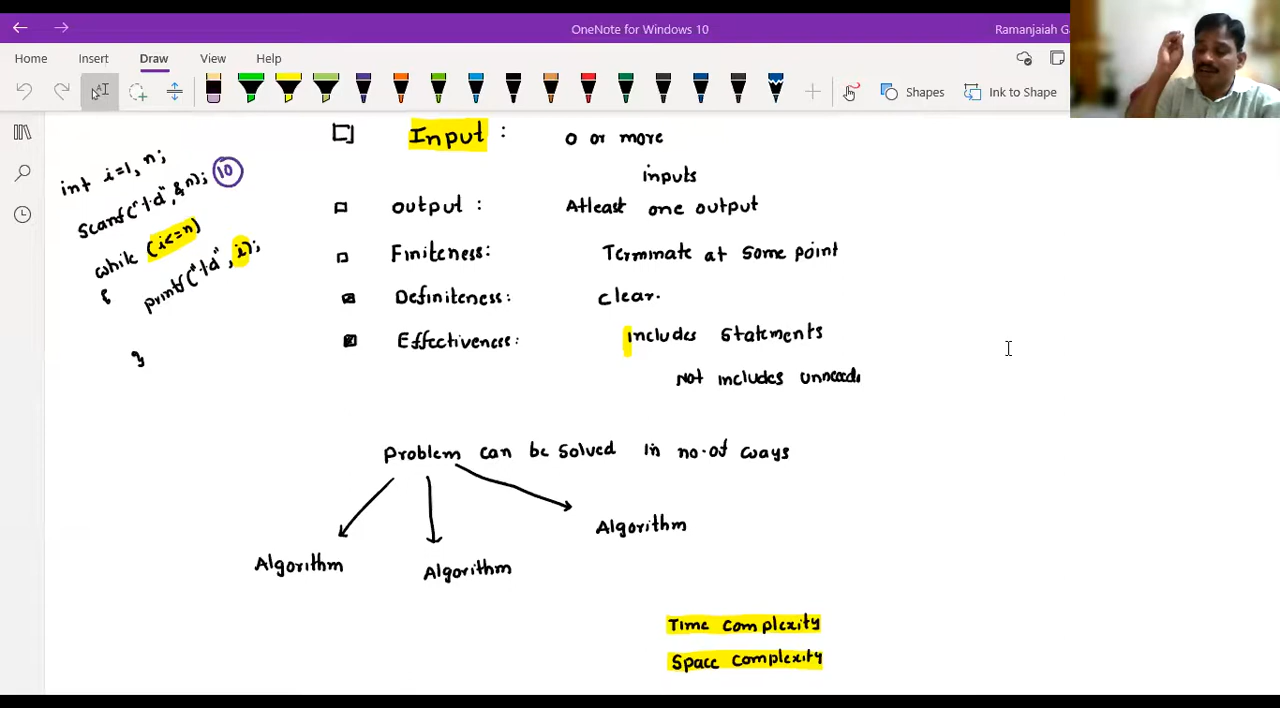 OneNote for Windows 10
Ramanjaiah G
Home Insert Draw View Help
Shapes Ink to Shape
int i=1, n;
scanf("%d", &n); 10
while (i<=n)
{ printf("%d", i);
}
Input : 0 or more
inputs
output : Atleast one output
Finiteness: Terminate at some point
Definiteness: clear.
Effectiveness: includes statements
Not includes
Problem can be solved in no.of ways
Algorithm
Algorithm Algorithm
Time complexity
Space complexity